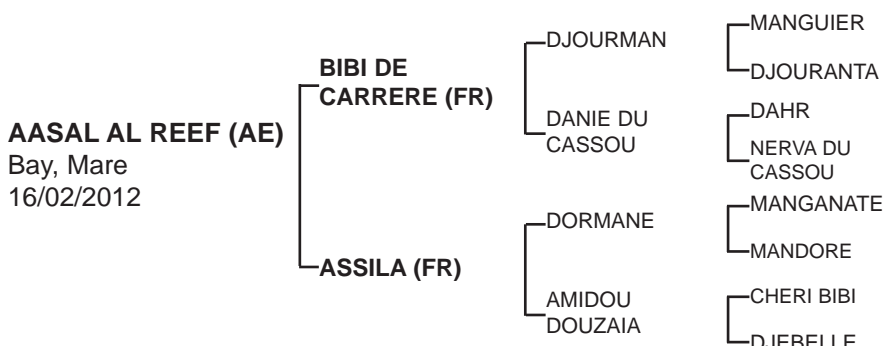 AASAL AL REEF (AE)
Bay, Mare
16/02/2012
BIBI DE
CARRERE (FR)
ASSILA (FR)
DJOURMAN
DANIE DU
CASSOU
DORMANE
AMIDOU
DOUZAIA
MANGUIER
DJOURANTA
DAHR
NERVA DU
CASSOU
MANGANATE
MANDORE
CHERI BIBI
DJEBELLE